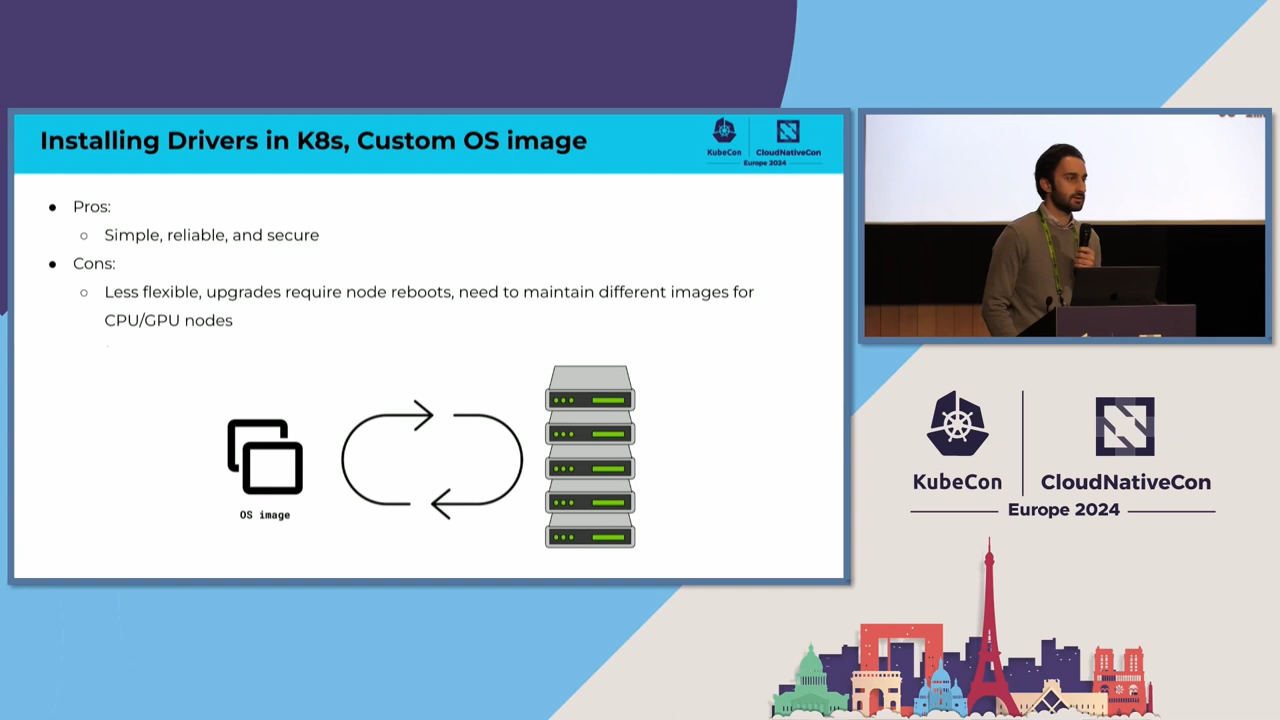 Installing Drivers in K8s, Custom OS image
KubeCon
CloudNativeCon
Europe 2024
Pros:
Simple, reliable, and secure
Cons:
Less flexible, upgrades require node reboots, need to maintain different images for
CPU/GPU nodes
OS image
KubeCon
CloudNativeCon
Europe 2024